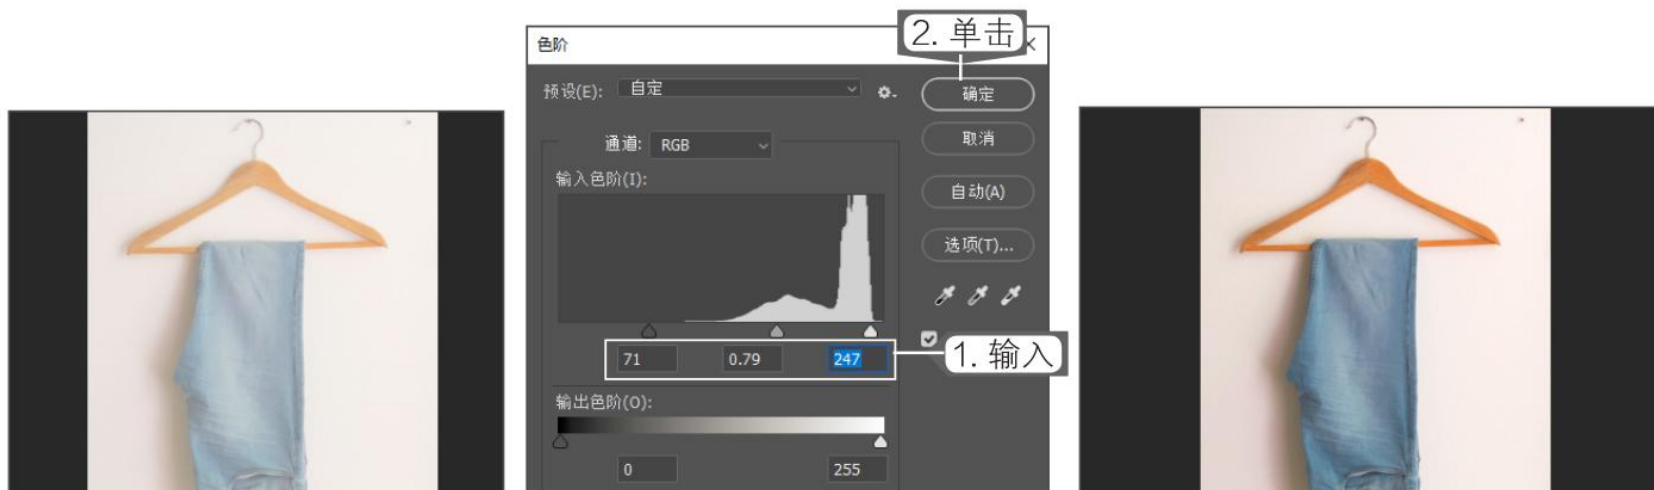 2. 单击
色阶
预设(E): 自定
确定
取消
通道: RGB
输入色阶(I):
自动(A)
选项(T)...
71 0.79 247
1. 输入
输出色阶(O):
0 255